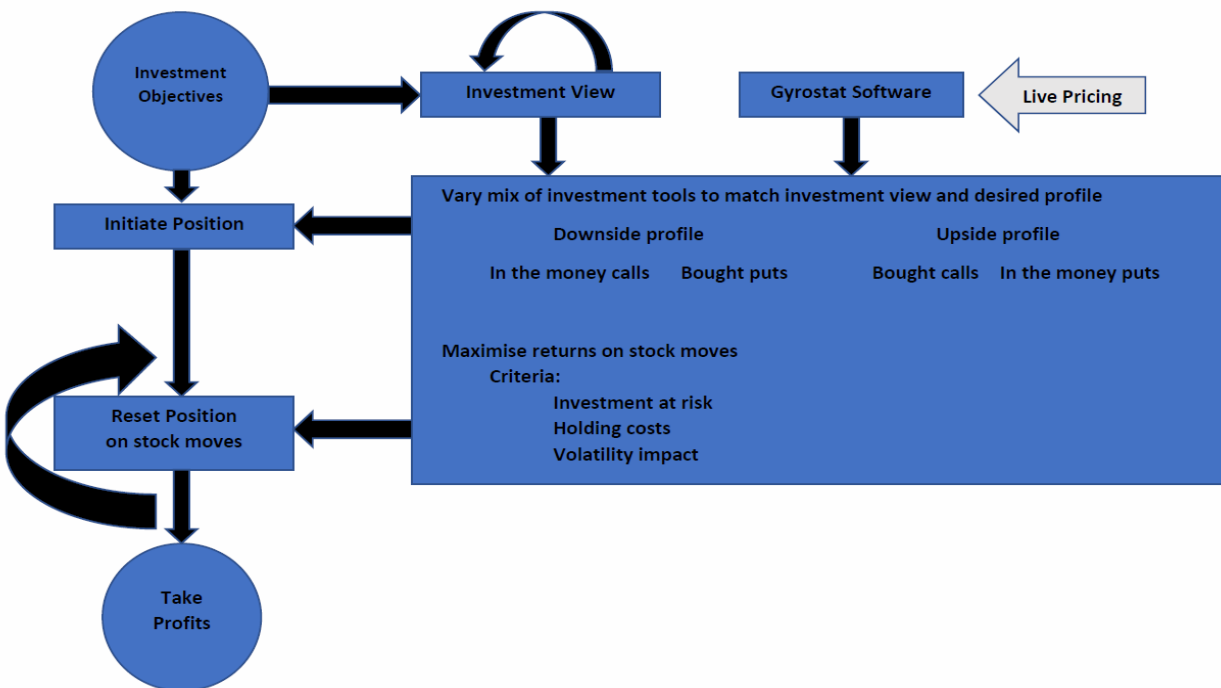 Investment
Objectives
Investment View
Gyrostat Software
Live Pricing
Initiate Position
Vary mix of investment tools to match investment view and desired profile
Downside profile
Upside profile
In the money calls
Bought puts
Bought calls
In the money puts
Maximise returns on stock moves
Criteria:
Investment at risk
Holding costs
Volatility impact
Reset Position
on stock moves
Take
Profits